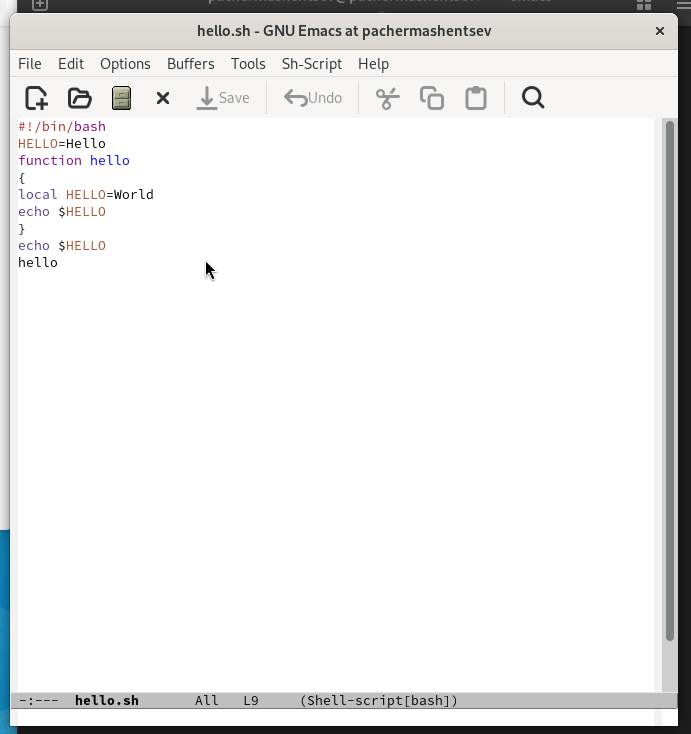 hello.sh - GNU Emacs at pachermashentsev
File Edit Options Buffers Tools Sh-Script Help
Save Undo
#!/bin/bash
HELLO=Hello
function hello
{
local HELLO=World
echo $HELLO
}
echo $HELLO
hello
-:--- hello.sh All L9 (Shell-script[bash])